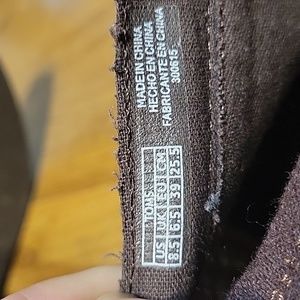 MADE IN CHINA
HECHO EN CHINA
FABRICANTE EN CHINA
300615
TOMS
US UK EU CM
8.5 6.5 39 25.5